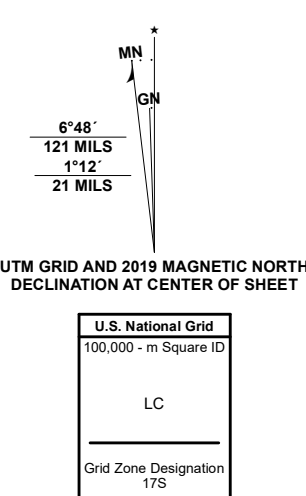 MN
GN
6°48´
121 MILS
1°12´
21 MILS
UTM GRID AND 2019 MAGNETIC NORTH
DECLINATION AT CENTER OF SHEET
U.S. National Grid
100,000 - m Square ID
LC
Grid Zone Designation
17S